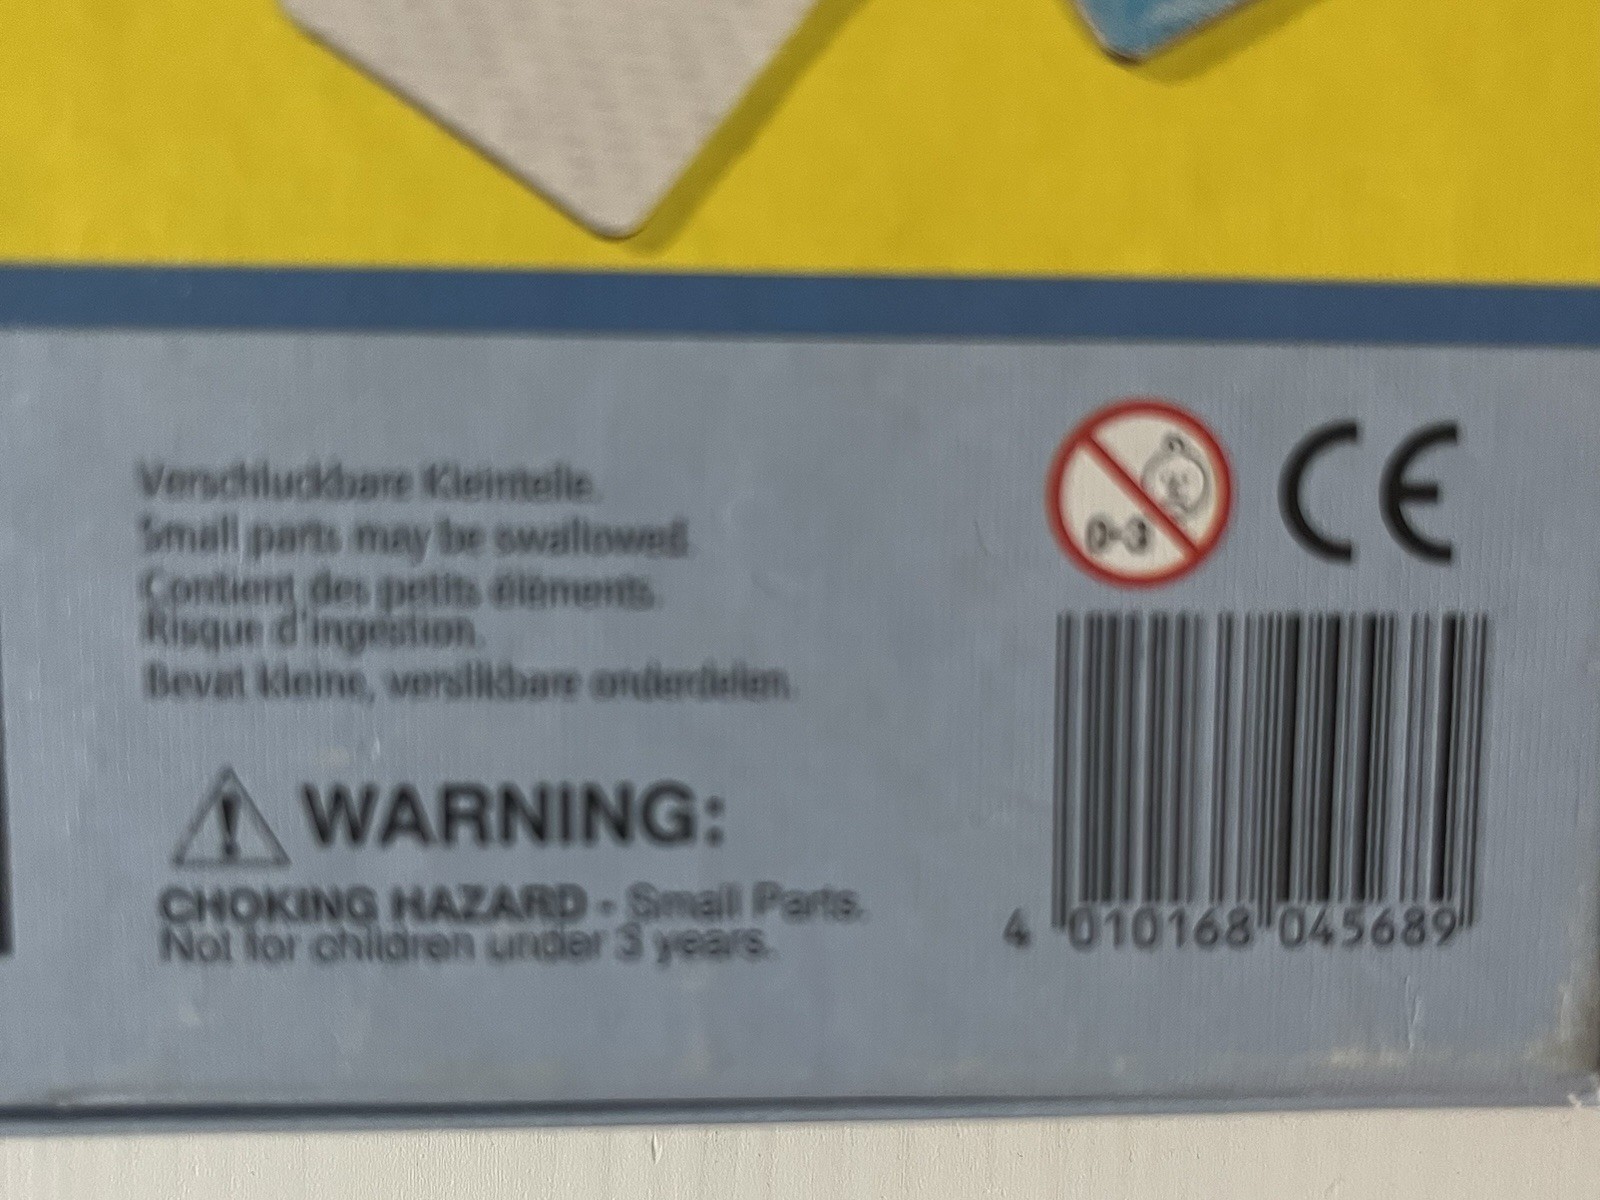 Verschluckbare Kleinteile.
Small parts may be swallowed.
Contient des petits éléments.
Risque d'ingestion.
Bevat kleine, verslikbare onderdelen.
WARNING:
CHOKING HAZARD - Small Parts.
Not for children under 3 years.
0-3
CE
4 010168 045689